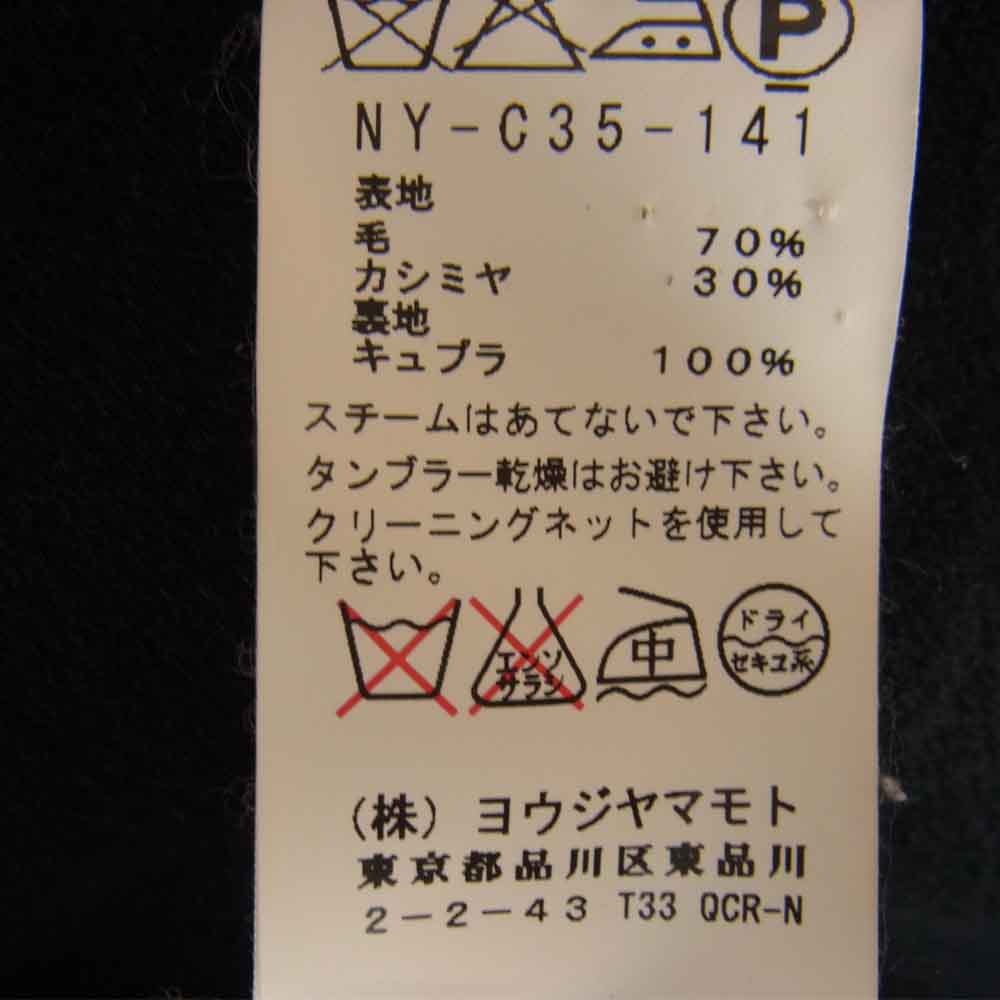 P
NY-C35-141
表地
毛 70%
カシミヤ 30%
裏地
キュプラ 100%
スチームはあてないで下さい。
タンブラー乾燥はお避け下さい。
クリーニングネットを使用して
下さい。
エンソ
サラシ
中
ドライ
セキユ系
(株) ヨウジヤマモト
東京都品川区東品川
2-2-43 T33 QCR-N